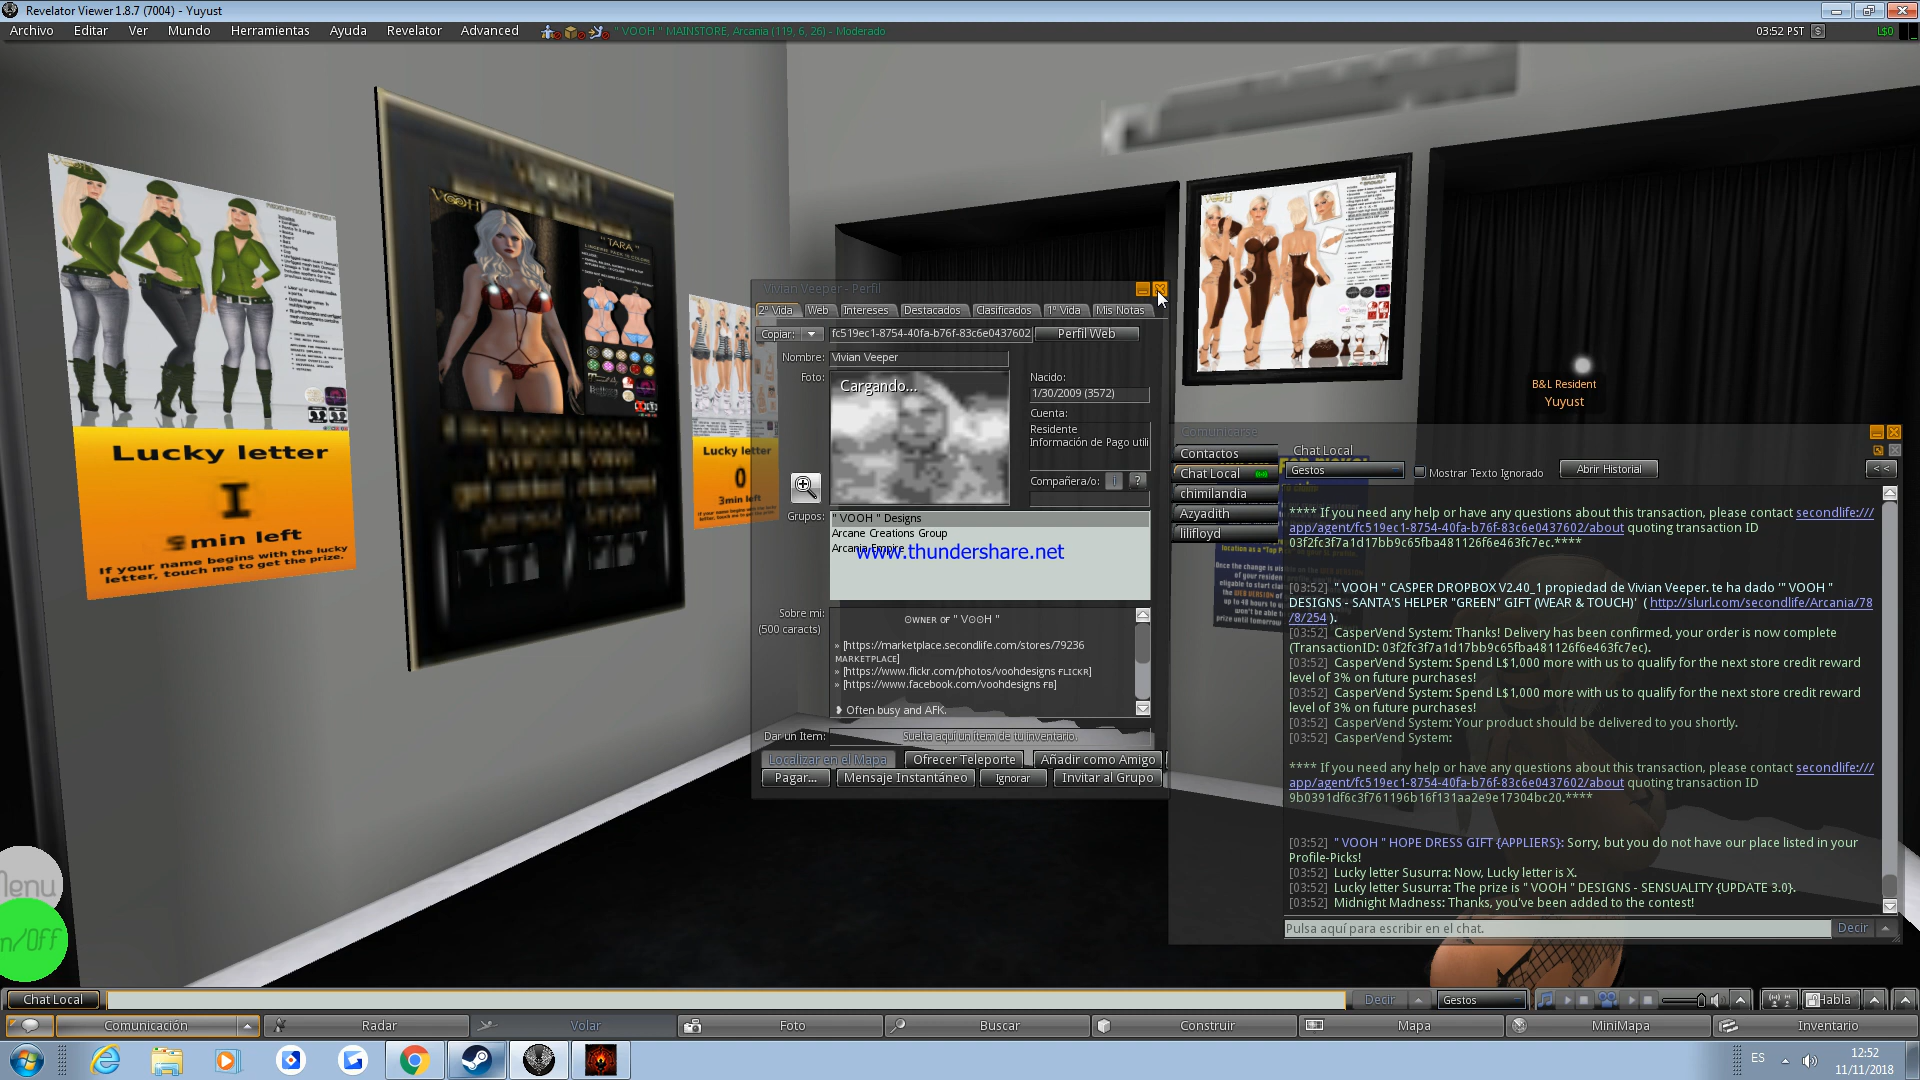 Revelator Viewer 1.8.7 (7004) - Yuyust
Archivo Editar Ver Mundo Herramientas Ayuda Revelator Advanced
" VOOH " MAINSTORE, Arcania (119, 6, 26) - Moderado
03:52 PST
L$0
VOOH
" TARA "
Lucky letter
I
min left
If your name begins with the lucky
letter, touch me to get the prize.
Lucky letter
0
3min left
Vivian Veeper - Perfil
2ª Vida Web Intereses Destacados Clasificados 1ª Vida Mis Notas
Copiar: fc519ec1-8754-40fa-b76f-83c6e0437602 Perfil Web
Nombre: Vivian Veeper
Foto: Cargando...
Nacido:
1/30/2009 (3572)
Cuenta:
Residente
Información de Pago utili
Compañera/o: i ?
Grupos: " VOOH " Designs
Arcane Creations Group
Arcania Empire
www.thundershare.net
Sobre mi:
(500 caracts)
Owner of " V⊙⊙H "
» [https://marketplace.secondlife.com/stores/79236
MARKETPLACE]
» [https://www.flickr.com/photos/voohdesigns FLICKR]
» [https://www.facebook.com/voohdesigns FB]
❥ Often busy and AFK.
Dar un Item: Suelta aquí un ítem de tu inventario.
Localizar en el Mapa Ofrecer Teleporte Añadir como Amigo
Pagar... Mensaje Instantáneo Ignorar Invitar al Grupo
B&L Resident
Yuyust
Comunicarse
Contactos
Chat Local
chimilandia
Azyadith
lilifloyd
Chat Local
Gestos Mostrar Texto Ignorado Abrir Historial < <
**** If you need any help or have any questions about this transaction, please contact secondlife:///
app/agent/fc519ec1-8754-40fa-b76f-83c6e0437602/about quoting transaction ID
03f2fc3f7a1d17bb9c65fba481126f6e463fc7ec.****
[03:52] " VOOH " CASPER DROPBOX V2.40_1 propiedad de Vivian Veeper. te ha dado '" VOOH "
DESIGNS - SANTA'S HELPER "GREEN" GIFT (WEAR & TOUCH)' ( http://slurl.com/secondlife/Arcania/78
/8/254 ).
[03:52] CasperVend System: Thanks! Delivery has been confirmed, your order is now complete
(TransactionID: 03f2fc3f7a1d17bb9c65fba481126f6e463fc7ec).
[03:52] CasperVend System: Spend L$1,000 more with us to qualify for the next store credit reward
level of 3% on future purchases!
[03:52] CasperVend System: Spend L$1,000 more with us to qualify for the next store credit reward
level of 3% on future purchases!
[03:52] CasperVend System: Your product should be delivered to you shortly.
[03:52] CasperVend System:
**** If you need any help or have any questions about this transaction, please contact secondlife:///
app/agent/fc519ec1-8754-40fa-b76f-83c6e0437602/about quoting transaction ID
9b0391df6c3f761196b16f131aa2e9e17304bc20.****
[03:52] " VOOH " HOPE DRESS GIFT {APPLIERS}: Sorry, but you do not have our place listed in your
Profile-Picks!
[03:52] Lucky letter Susurra: Now, Lucky letter is X.
[03:52] Lucky letter Susurra: The prize is " VOOH " DESIGNS - SENSUALITY {UPDATE 3.0}.
[03:52] Midnight Madness: Thanks, you've been added to the contest!
Pulsa aquí para escribir en el chat. Decir
Menu
n/Off
Chat Local Decir Gestos Habla
Comunicación Radar Volar Foto Buscar Construir Mapa MiniMapa Inventario
ES
12:52
11/11/2018